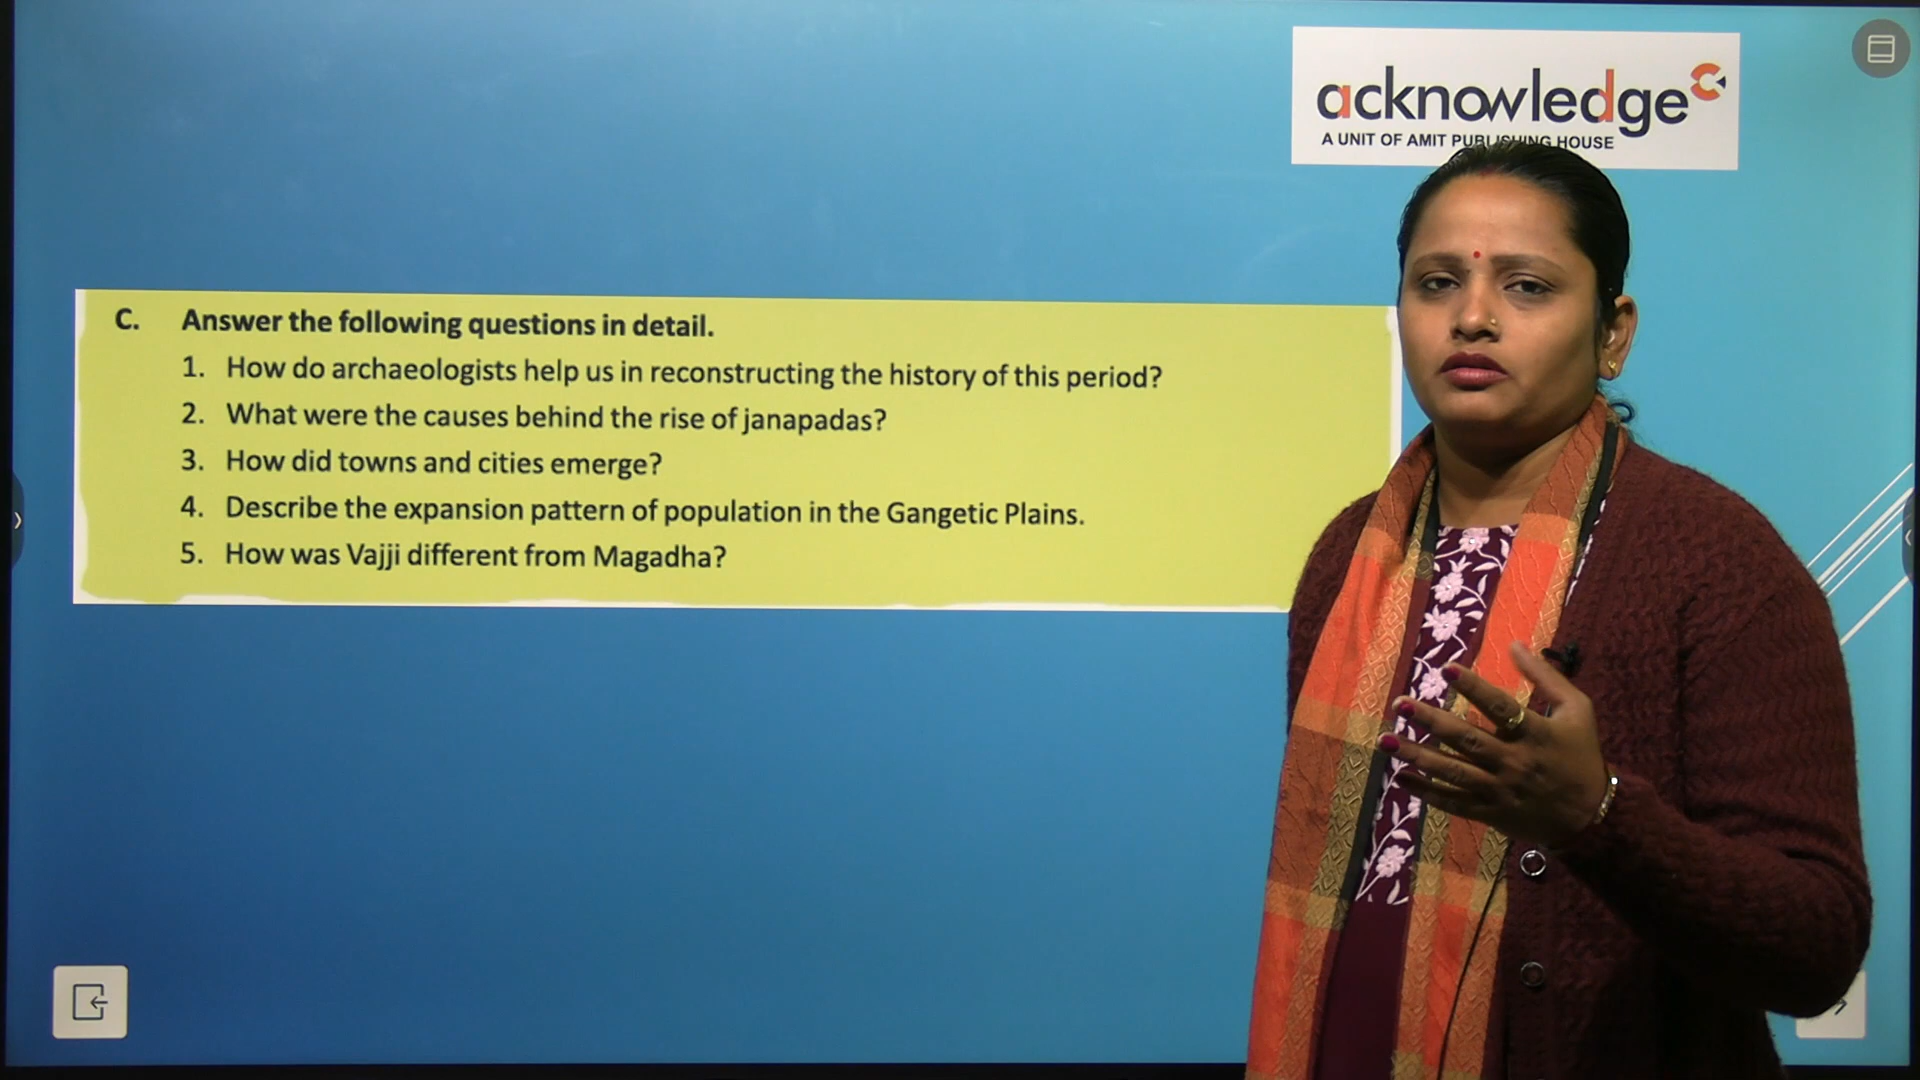 acknowledge
A UNIT OF AMIT PUBLISHING HOUSE
C. Answer the following questions in detail.
1. How do archaeologists help us in reconstructing the history of this period?
2. What were the causes behind the rise of janapadas?
3. How did towns and cities emerge?
4. Describe the expansion pattern of population in the Gangetic Plains.
5. How was Vajji different from Magadha?